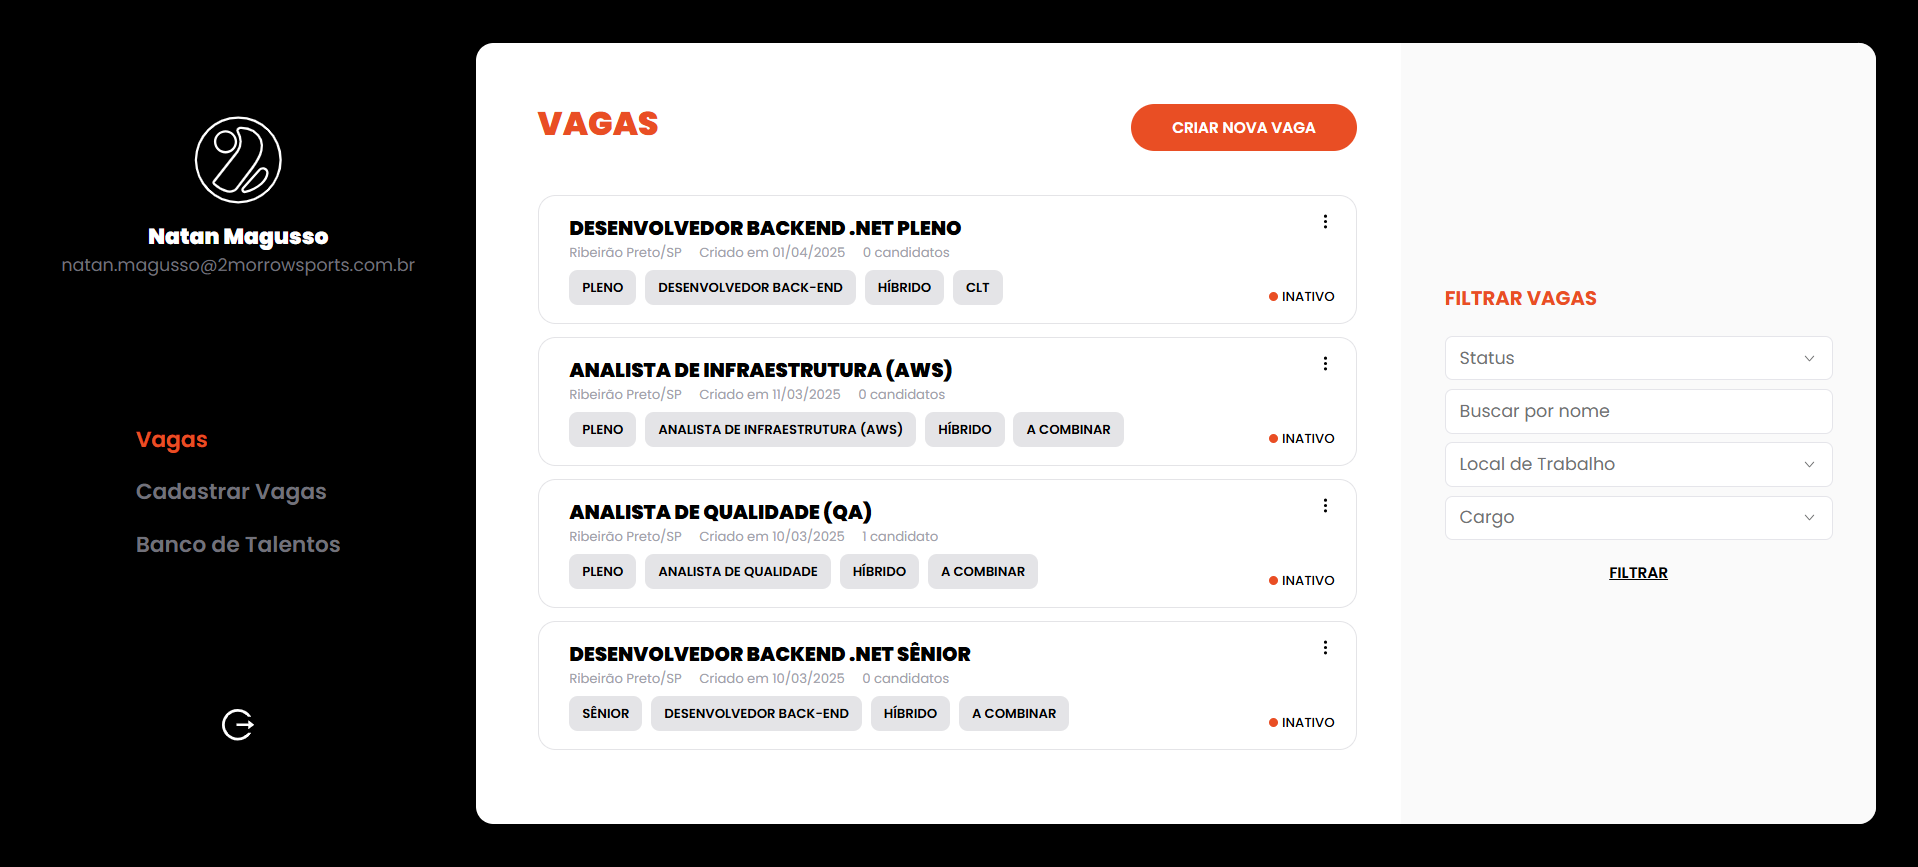 Natan Magusso
natan.magusso@2morrowsports.com.br
Vagas
Cadastrar Vagas
Banco de Talentos
VAGAS
CRIAR NOVA VAGA
DESENVOLVEDOR BACKEND .NET PLENO
Ribeirão Preto/SP Criado em 01/04/2025 0 candidatos
PLENO DESENVOLVEDOR BACK-END HÍBRIDO CLT
INATIVO
ANALISTA DE INFRAESTRUTURA (AWS)
Ribeirão Preto/SP Criado em 11/03/2025 0 candidatos
PLENO ANALISTA DE INFRAESTRUTURA (AWS) HÍBRIDO A COMBINAR
INATIVO
ANALISTA DE QUALIDADE (QA)
Ribeirão Preto/SP Criado em 10/03/2025 1 candidato
PLENO ANALISTA DE QUALIDADE HÍBRIDO A COMBINAR
INATIVO
DESENVOLVEDOR BACKEND .NET SÊNIOR
Ribeirão Preto/SP Criado em 10/03/2025 0 candidatos
SÊNIOR DESENVOLVEDOR BACK-END HÍBRIDO A COMBINAR
INATIVO
FILTRAR VAGAS
Status
Buscar por nome
Local de Trabalho
Cargo
FILTRAR